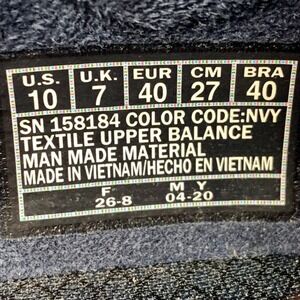 U.S. U.K. EUR CM BRA
10 7 40 27 40
SN 158184 COLOR CODE:NVY
TEXTILE UPPER BALANCE
MAN MADE MATERIAL
MADE IN VIETNAM/HECHO EN VIETNAM
F M Y
26-8 04-20